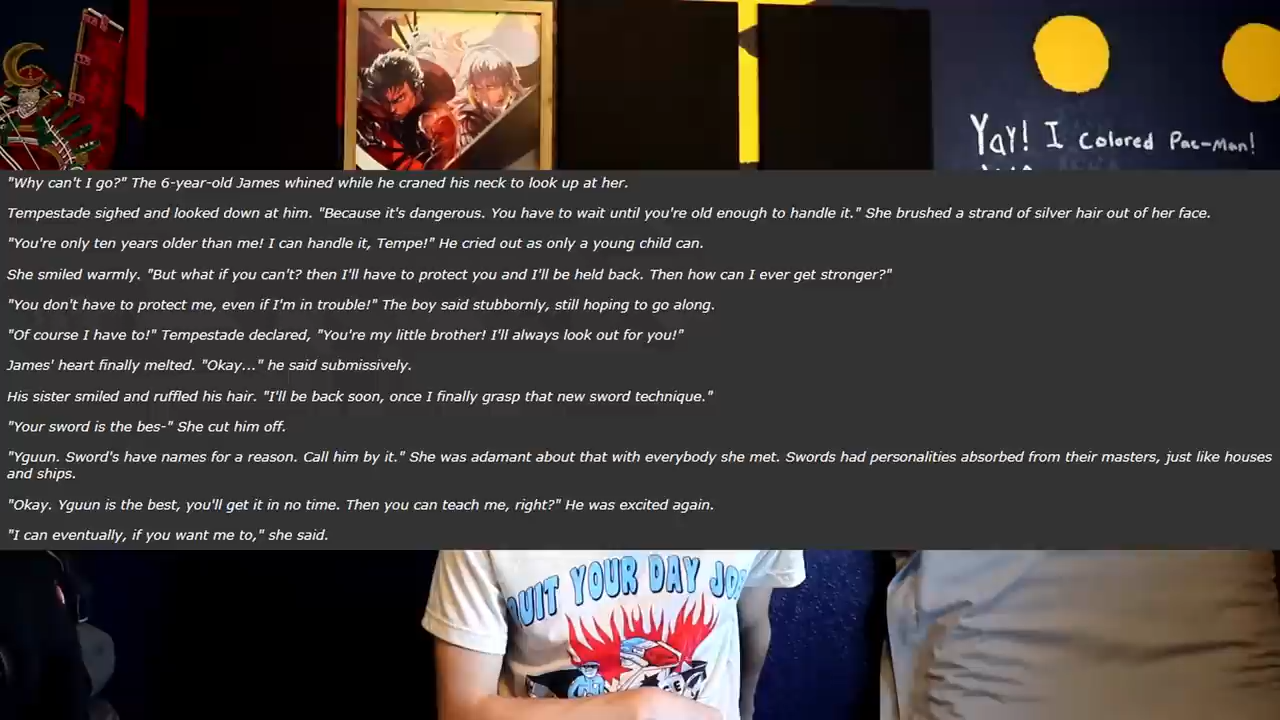 Yay! I colored Pac-Man!
"Why can't I go?" The 6-year-old James whined while he craned his neck to look up at her.
Tempestade sighed and looked down at him. "Because it's dangerous. You have to wait until you're old enough to handle it." She brushed a strand of silver hair out of her face.
"You're only ten years older than me! I can handle it, Tempe!" He cried out as only a young child can.
She smiled warmly. "But what if you can't? then I'll have to protect you and I'll be held back. Then how can I ever get stronger?"
"You don't have to protect me, even if I'm in trouble!" The boy said stubbornly, still hoping to go along.
"Of course I have to!" Tempestade declared, "You're my little brother! I'll always look out for you!"
James' heart finally melted. "Okay..." he said submissively.
His sister smiled and ruffled his hair. "I'll be back soon, once I finally grasp that new sword technique."
"Your sword is the bes-" She cut him off.
"Yguun. Sword's have names for a reason. Call him by it." She was adamant about that with everybody she met. Swords had personalities absorbed from their masters, just like houses
and ships.
"Okay. Yguun is the best, you'll get it in no time. Then you can teach me, right?" He was excited again.
"I can eventually, if you want me to," she said.
QUIT YOUR DAY JOB